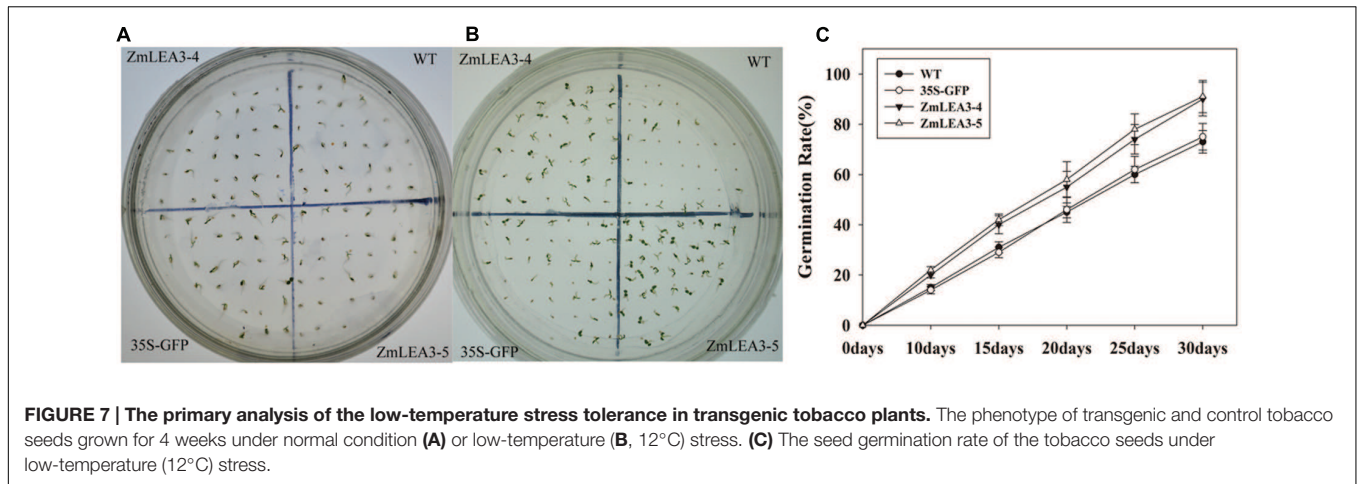 A
ZmLEA3-4
WT
35S-GFP
ZmLEA3-5
B
ZmLEA3-4
WT
35S-GFP
ZmLEA3-5
C
Germination Rate(%)
100
80
60
40
20
0
WT
35S-GFP
ZmLEA3-4
ZmLEA3-5
0days 10days 15days 20days 25days 30days
FIGURE 7 | The primary analysis of the low-temperature stress tolerance in transgenic tobacco plants. The phenotype of transgenic and control tobacco
seeds grown for 4 weeks under normal condition (A) or low-temperature (B, 12°C) stress. (C) The seed germination rate of the tobacco seeds under
low-temperature (12°C) stress.